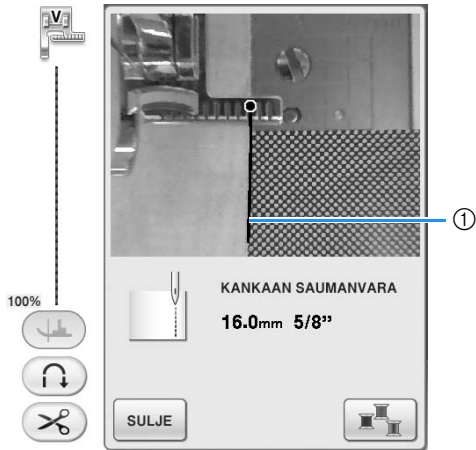 V
①
100%
KANKAAN SAUMANVARA
16.0mm 5/8”
SULJE